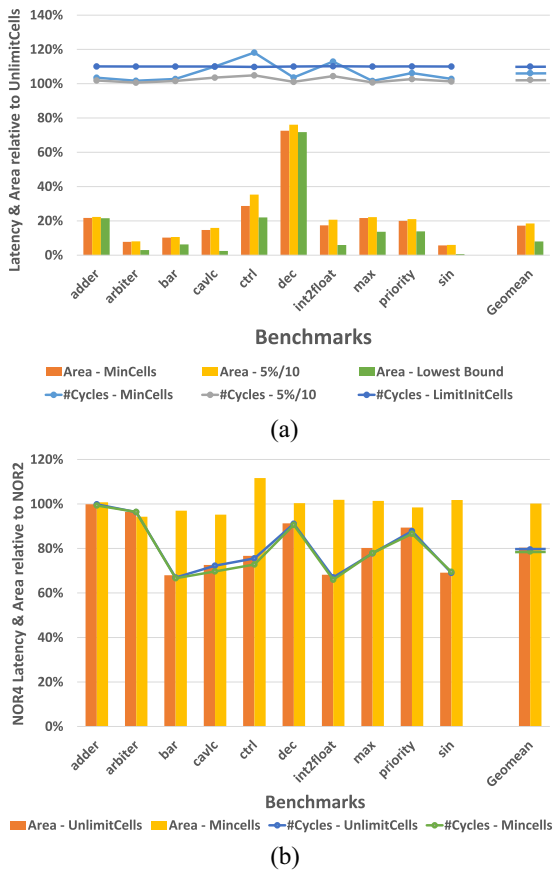 Latency & Area relative to UnlimitCells
140%
120%
100%
80%
60%
40%
20%
0%
adder
arbiter
bar
cavlc
ctrl
dec
int2float
max
priority
sin
Geomean
Benchmarks
Area - MinCells
Area - 5%/10
Area - Lowest Bound
#Cycles - MinCells
#Cycles - 5%/10
#Cycles - LimitInitCells
(a)
NOR4 Latency & Area relative to NOR2
120%
100%
80%
60%
40%
20%
0%
adder
arbiter
bar
cavlc
ctrl
dec
int2float
max
priority
sin
Geomean
Benchmarks
Area - UnlimitCells
Area - Mincells
#Cycles - UnlimitCells
#Cycles - Mincells
(b)